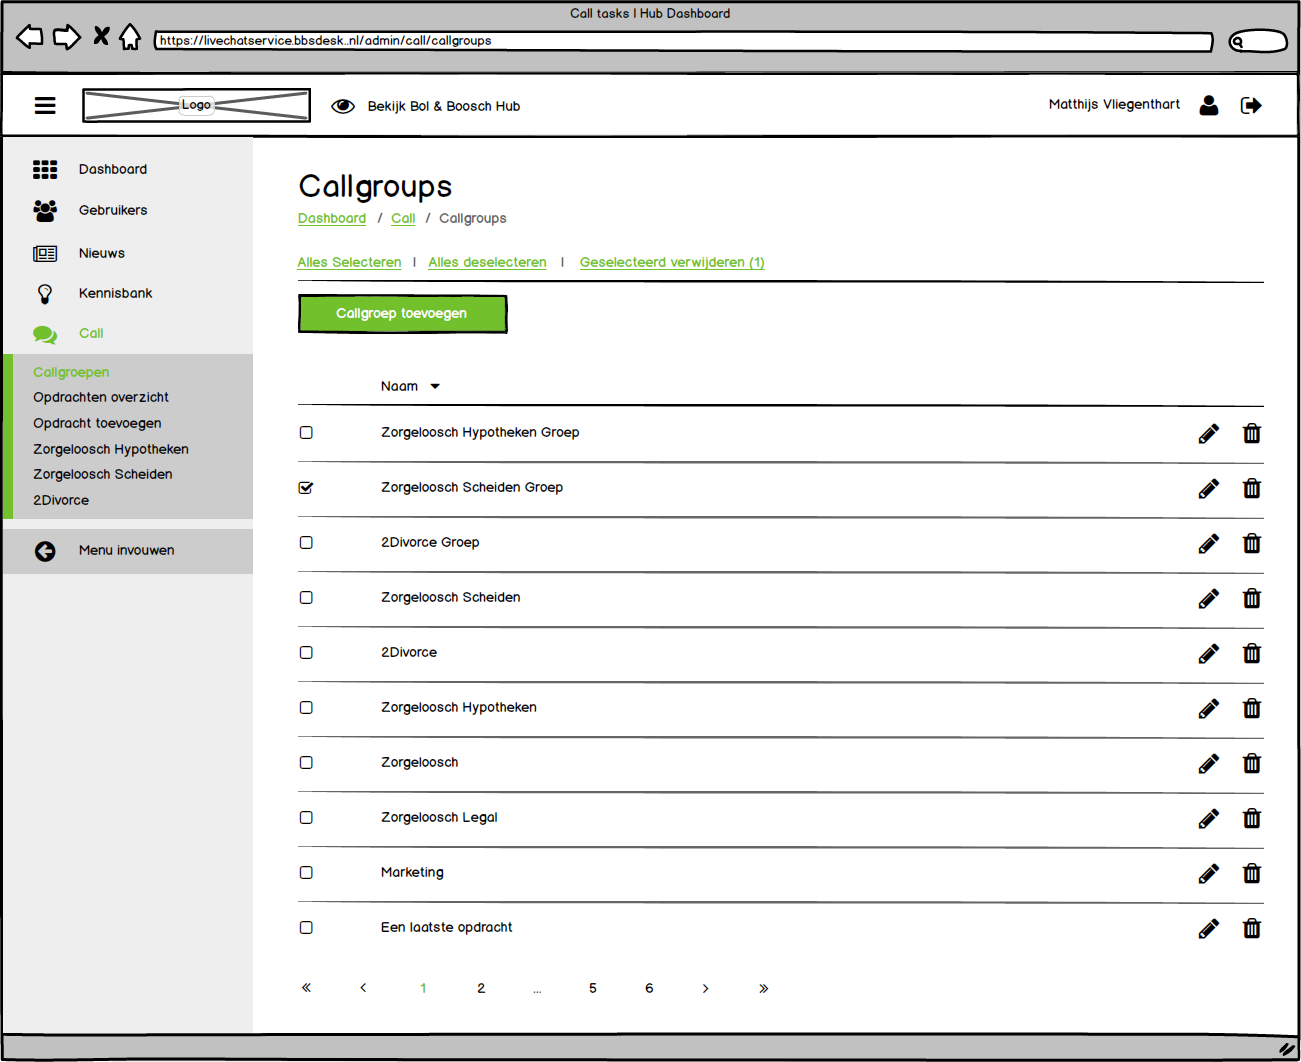 Call tasks | Hub Dashboard
https://livechatservice.bbsdesk..nl/admin/call/callgroups
Logo
Bekijk Bol & Boosch Hub
Matthijs Vliegenthart
Dashboard
Gebruikers
Nieuws
Kennisbank
Call
Callgroepen
Opdrachten overzicht
Opdracht toevoegen
Zorgeloosch Hypotheken
Zorgeloosch Scheiden
2Divorce
Menu invouwen
Callgroups
Dashboard / Call / Callgroups
Alles Selecteren | Alles deselecteren | Geselecteerd verwijderen (1)
Callgroep toevoegen
Naam
Zorgeloosch Hypotheken Groep
Zorgeloosch Scheiden Groep
2Divorce Groep
Zorgeloosch Scheiden
2Divorce
Zorgeloosch Hypotheken
Zorgeloosch
Zorgeloosch Legal
Marketing
Een laatste opdracht
« ‹ 1 2 ... 5 6 › »